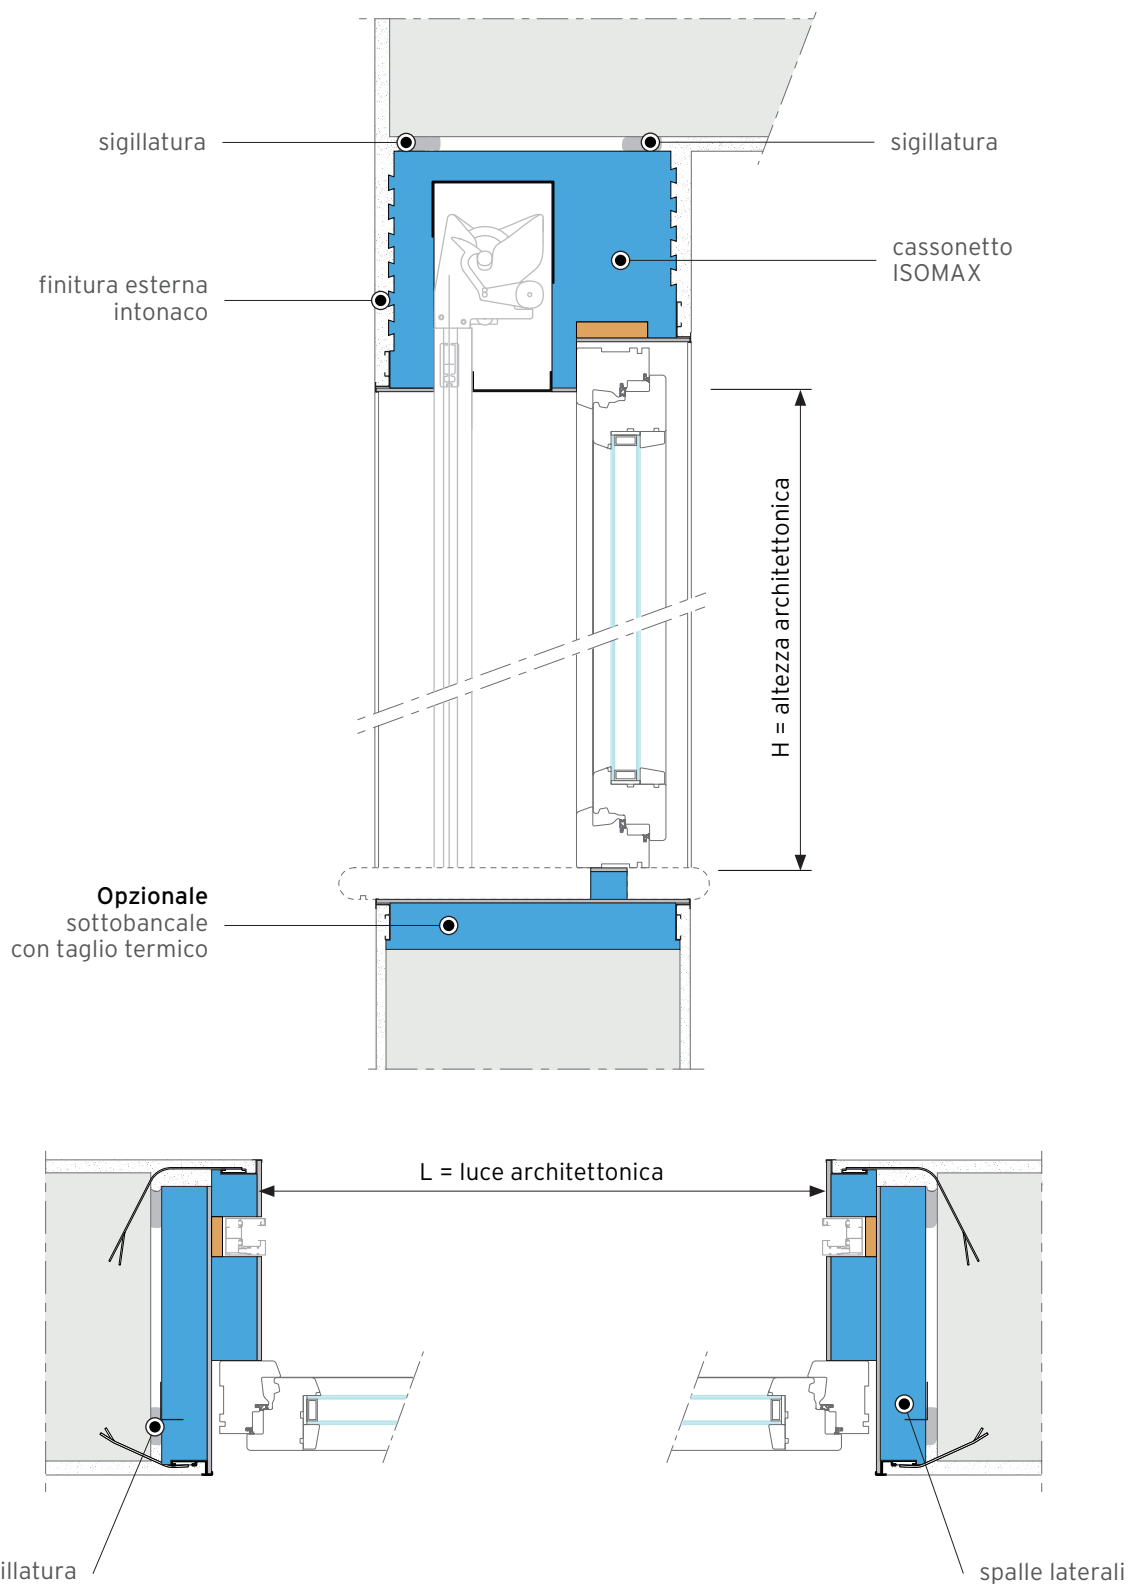 sigillatura
sigillatura
cassonetto
ISOMAX
finitura esterna
intonaco
H = altezza architettonica
Opzionale
sottobancale
con taglio termico
L = luce architettonica
illatura
spalle laterali